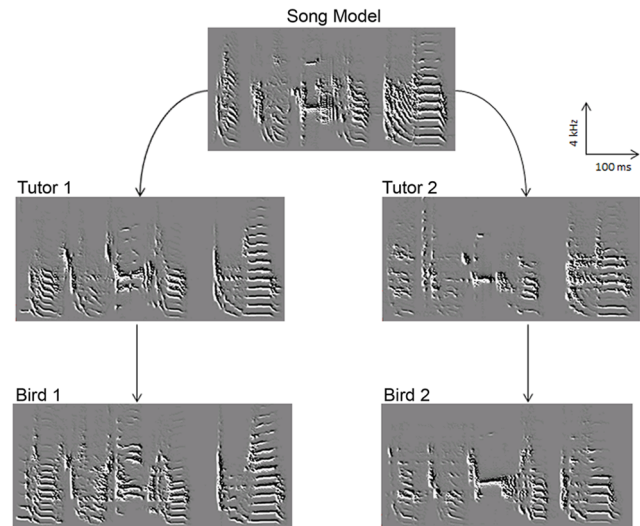 Song Model
4 kHz
100 ms
Tutor 1
Tutor 2
Bird 1
Bird 2